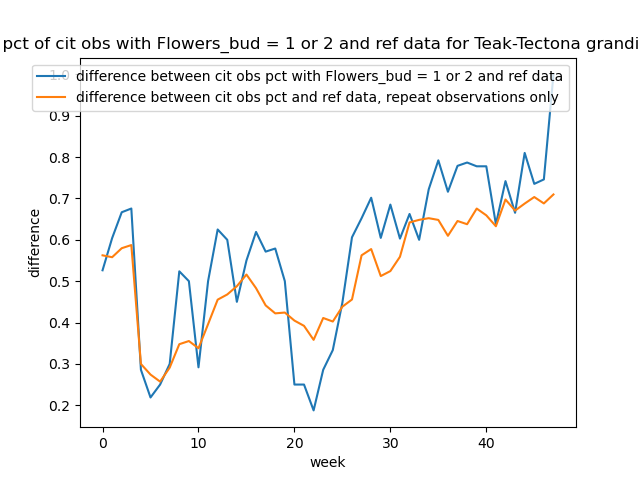 pct of cit obs with Flowers_bud = 1 or 2 and ref data for Teak-Tectona grandi
difference between cit obs pct with Flowers_bud = 1 or 2 and ref data
difference between cit obs pct and ref data, repeat observations only
1.0
0.9
0.8
0.7
0.6
0.5
0.4
0.3
0.2
difference
0 10 20 30 40
week